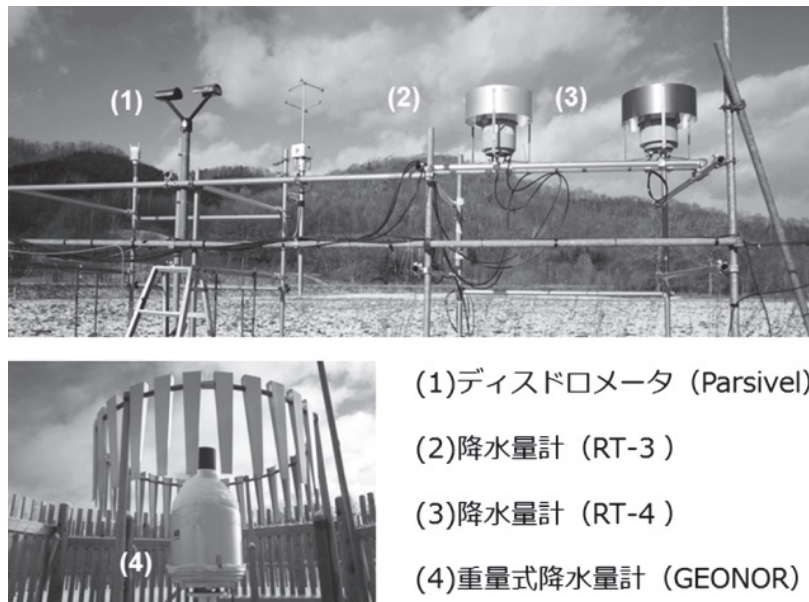 (1)
(2)
(3)
(4)
(1)ディスドロメータ（Parsivel）
(2)降水量計（RT-3 ）
(3)降水量計（RT-4 ）
(4)重量式降水量計（GEONOR）